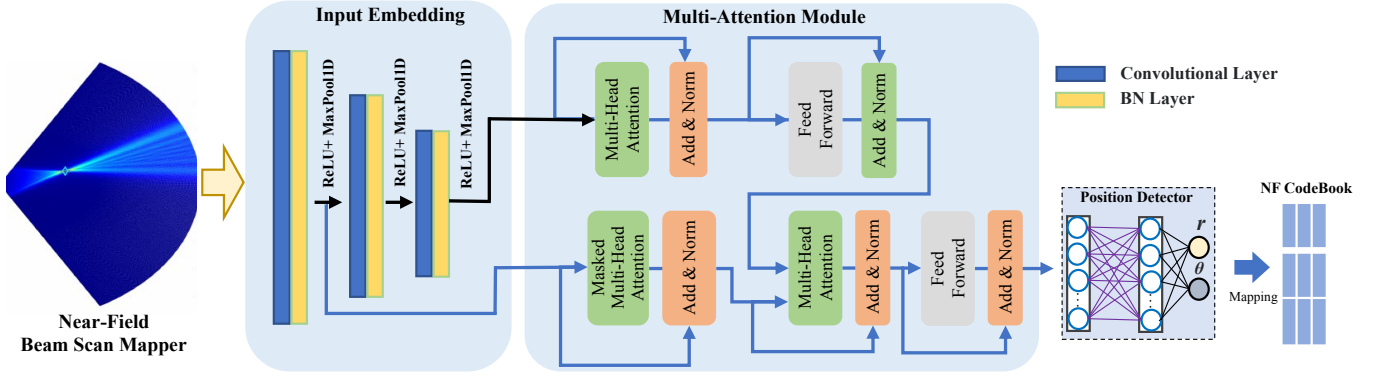 Input Embedding
Multi-Attention Module
ReLU+ MaxPool1D
ReLU+ MaxPool1D
ReLU+ MaxPool1D
Multi-Head
Attention
Add & Norm
Feed
Forward
Add & Norm
Convolutional Layer
BN Layer
Masked
Multi-Head
Attention
Add & Norm
Multi-Head
Attention
Add & Norm
Feed
Forward
Add & Norm
Position Detector
r
θ
Mapping
NF CodeBook
Near-Field
Beam Scan Mapper